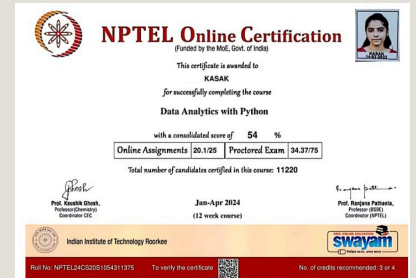 NPTEL Online Certification
(Funded by the MoE, Govt. of India)
This certificate is awarded to
KASAK
for successfully completing the course
Data Analytics with Python
with a consolidated score of 54 %
Online Assignments 20.1/25 Proctored Exam 34.37/75
Total number of candidates certified in this course: 11220
Prof. Kaushik Ghosh,
Professor(Chemistry)
Coordinator CEC
Jan-Apr 2024
(12 week course)
Prof. Ranjana Pathania,
Professor (BSBE)
Coordinator (NPTEL)
Indian Institute of Technology Roorkee
swayam
Roll No: NPTEL24CS20S1054311375 To verify the certificate No. of credits recommended: 3 or 4